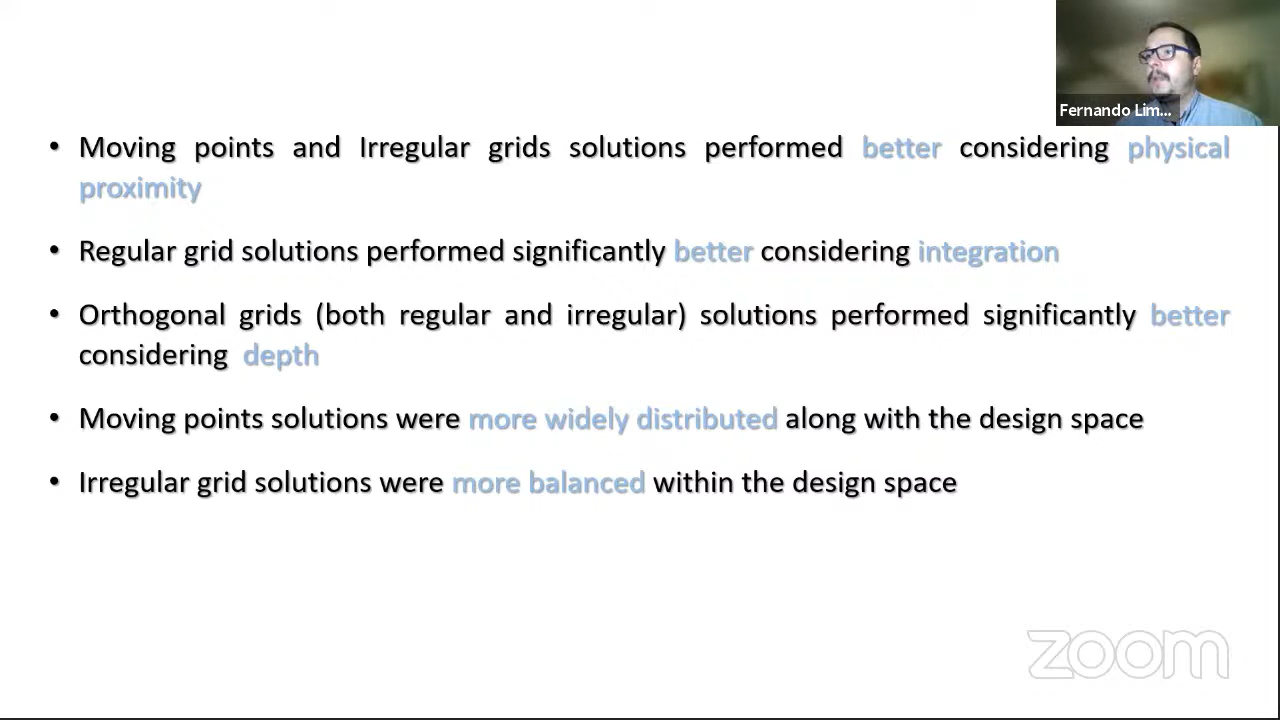 Fernando Lim...
• Moving points and Irregular grids solutions performed better considering physical
proximity
• Regular grid solutions performed significantly better considering integration
• Orthogonal grids (both regular and irregular) solutions performed significantly better
considering depth
• Moving points solutions were more widely distributed along with the design space
• Irregular grid solutions were more balanced within the design space
zoom